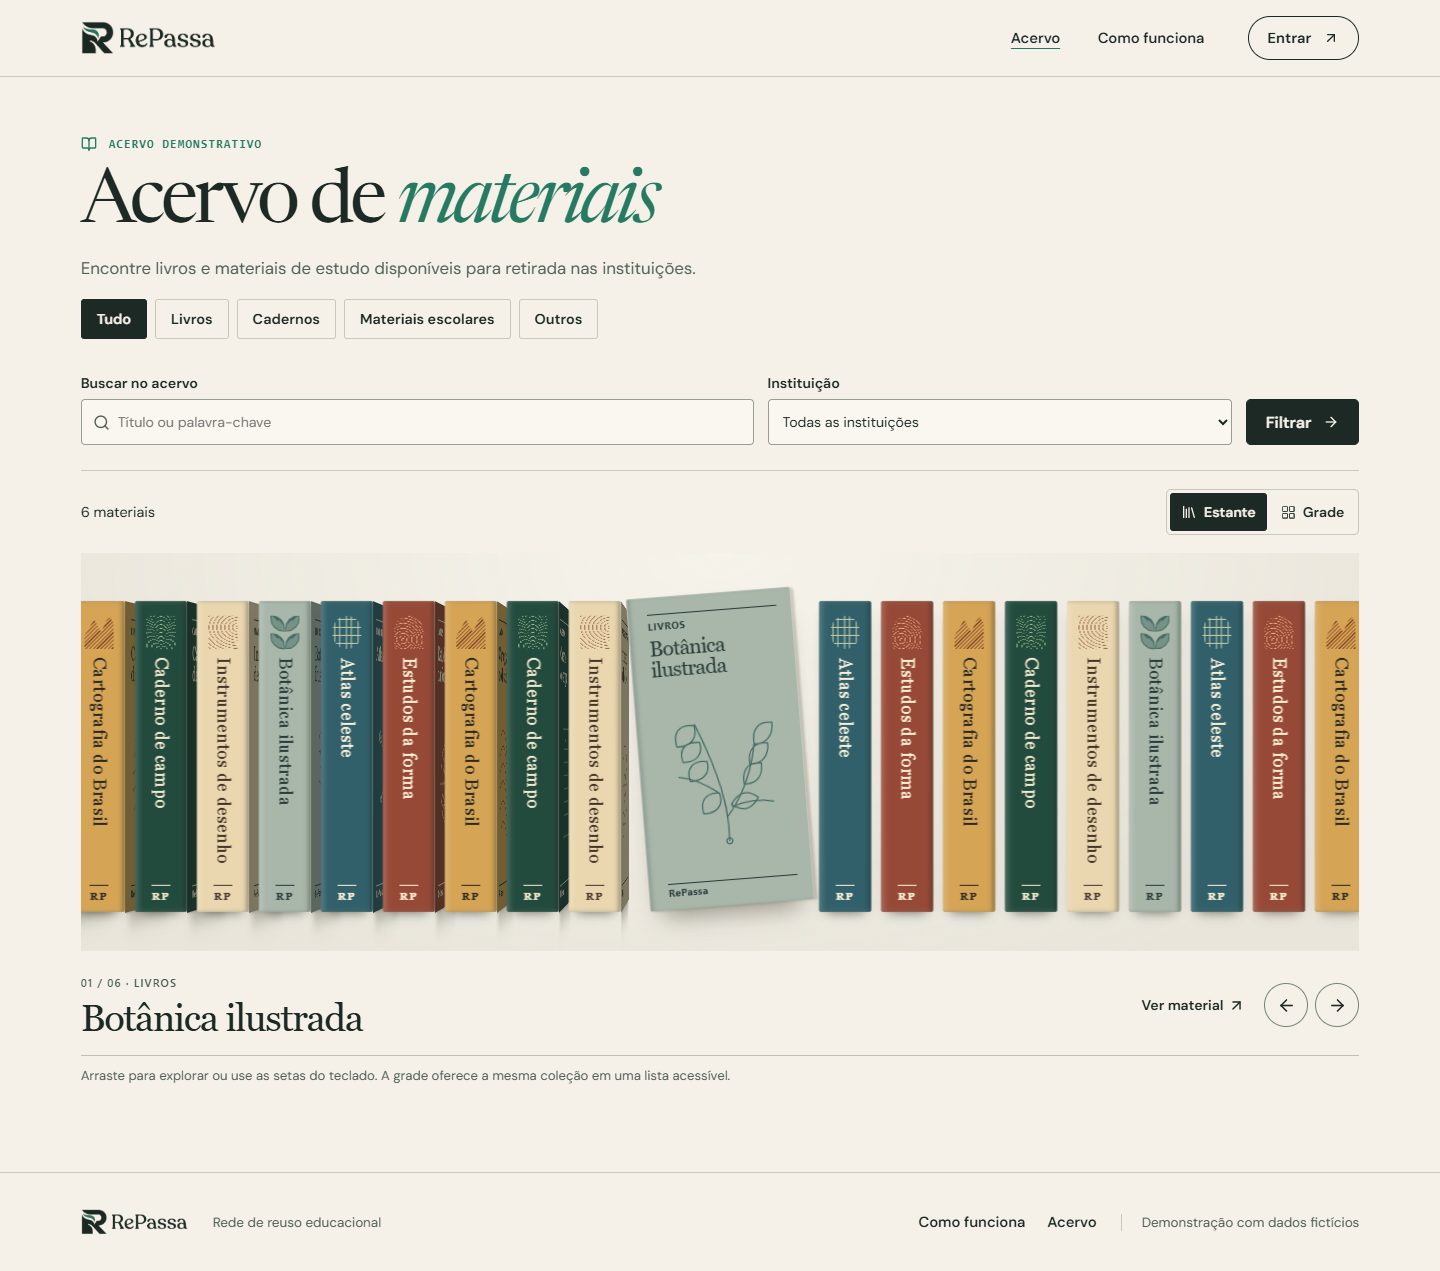 RePassa
Acervo
Como funciona
Entrar
ACERVO DEMONSTRATIVO
Acervo de materiais
Encontre livros e materiais de estudo disponíveis para retirada nas instituições.
Tudo
Livros
Cadernos
Materiais escolares
Outros
Buscar no acervo
Instituição
Título ou palavra-chave
Todas as instituições
Filtrar
6 materiais
Estante
Grade
Cartografia do Brasil
RP
Caderno de campo
RP
Instrumentos de desenho
RP
Botânica ilustrada
RP
Atlas celeste
RP
Estudos da forma
RP
Cartografia do Brasil
RP
Caderno de campo
RP
Instrumentos de desenho
RP
LIVROS
Botânica
ilustrada
RePassa
Atlas celeste
RP
Estudos da forma
RP
Cartografia do Brasil
RP
Caderno de campo
RP
Instrumentos de desenho
RP
Botânica ilustrada
RP
Atlas celeste
RP
Estudos da forma
RP
Cartografia do Brasil
RP
01 / 06 · LIVROS
Botânica ilustrada
Ver material
Arraste para explorar ou use as setas do teclado. A grade oferece a mesma coleção em uma lista acessível.
RePassa
Rede de reuso educacional
Como funciona
Acervo
Demonstração com dados fictícios